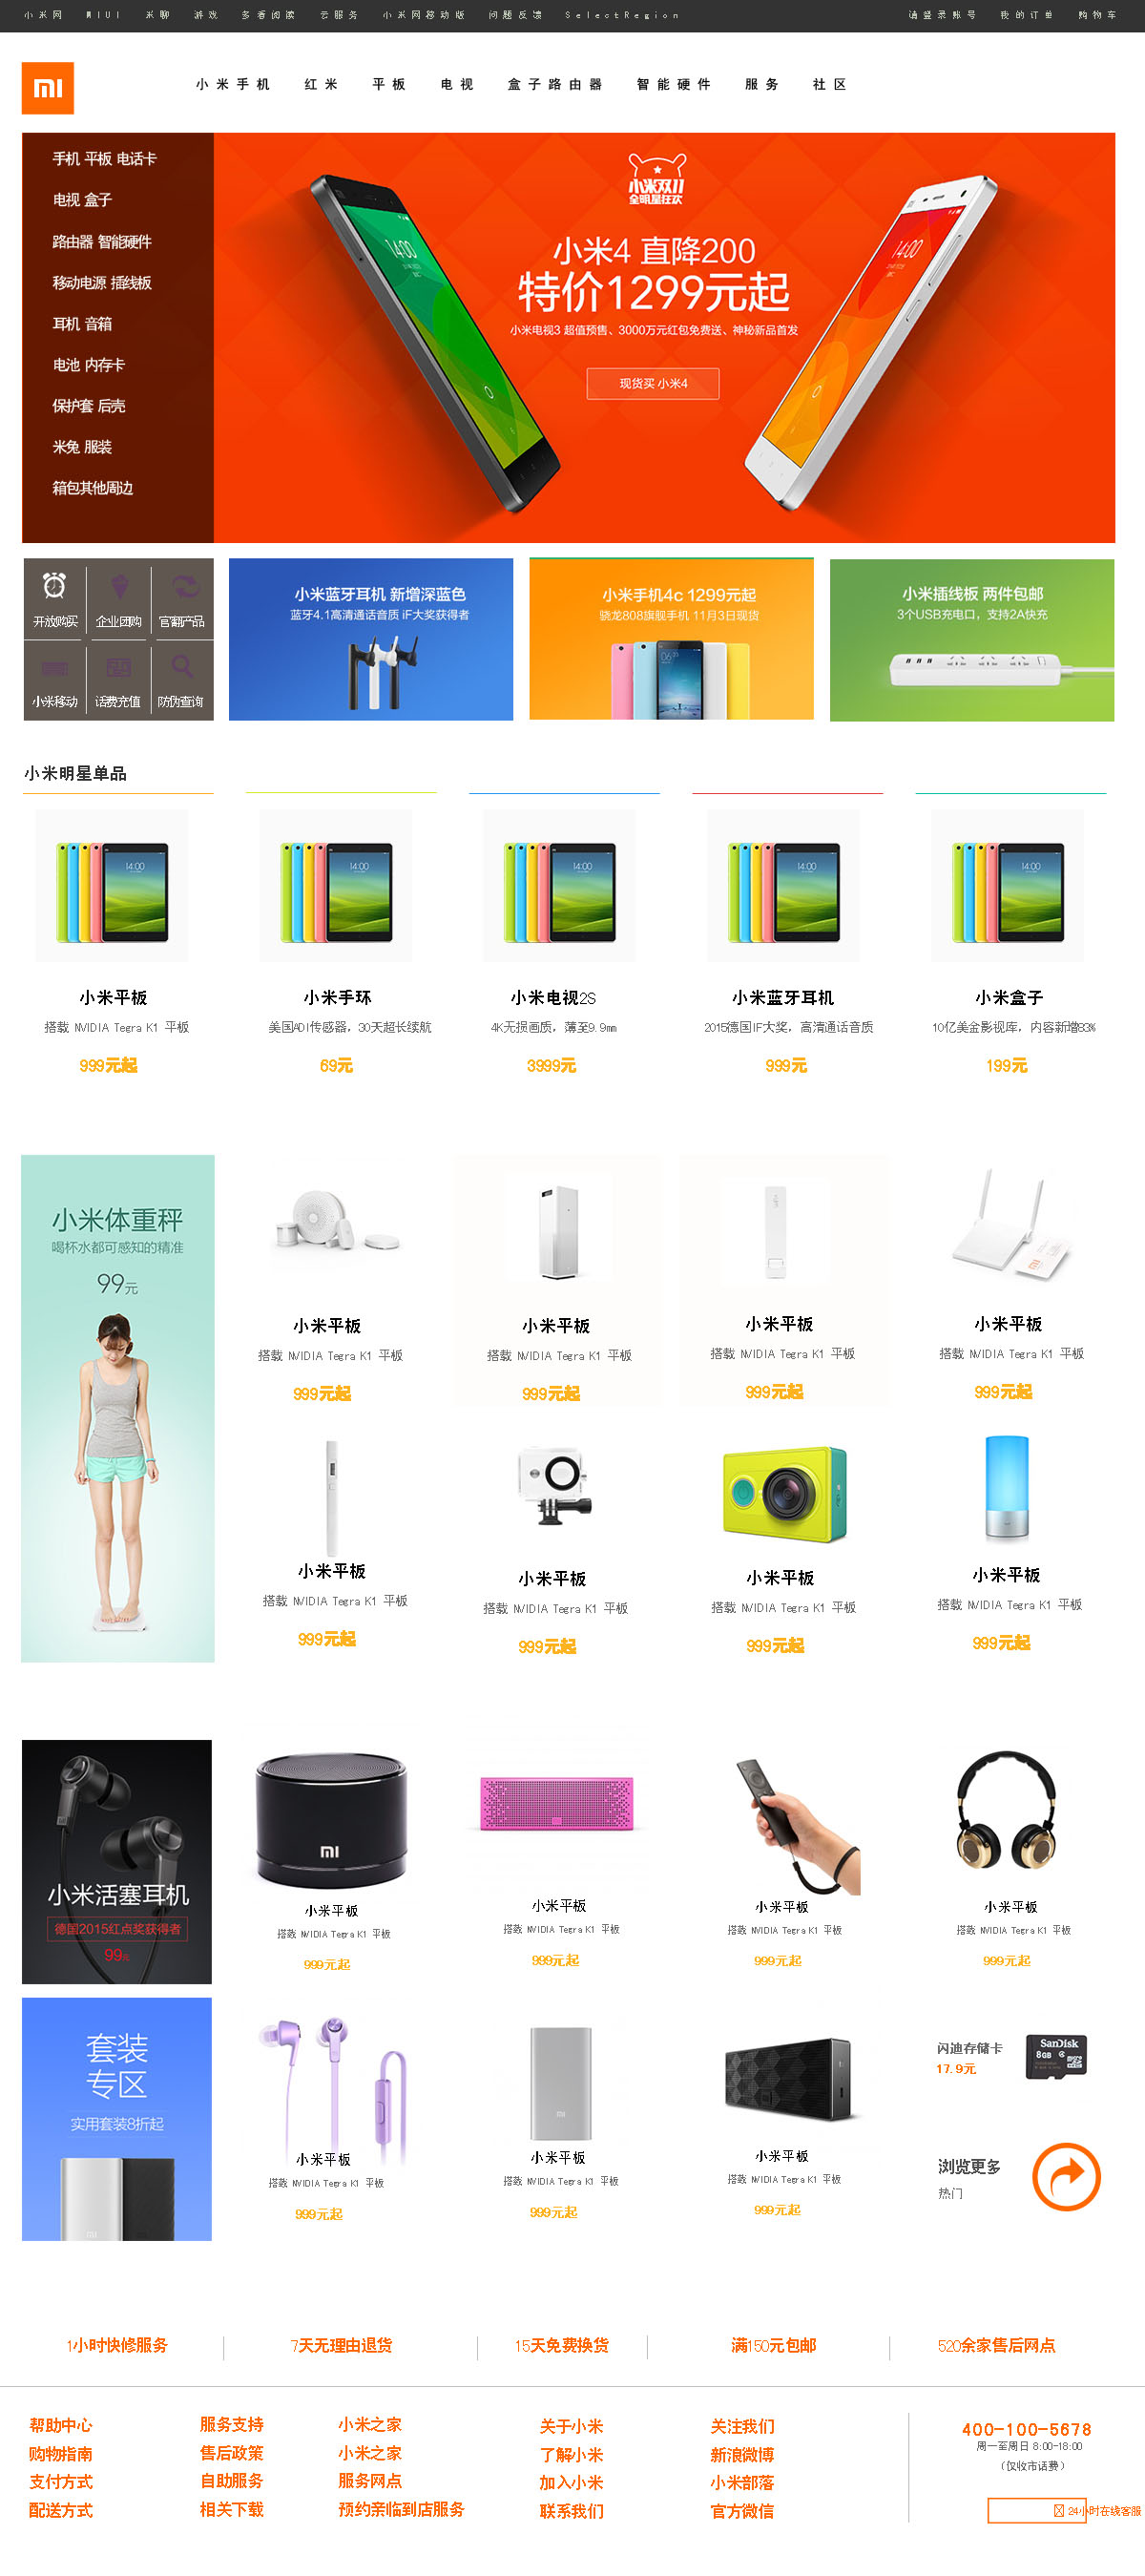 小米网 MIUI 米聊 游戏 多看阅读 云服务 小米网移动版 问题反馈 SelectRegion 请登录账号 我的订单 购物车
小米手机 红米 平板 电视 盒子路由器 智能硬件 服务 社区
手机 平板 电话卡
电视 盒子
路由器 智能硬件
移动电源 插线板
耳机 音箱
电池 内存卡
保护套 后壳
米兔 服装
箱包其他周边
小米双11
全明星狂欢
小米4 直降200
特价1299元起
小米电视3 超值预售、3000万元红包免费送、神秘新品首发
现货买 小米4
开放购买 企业团购 官翻产品
小米移动 话费充值 防伪查询
小米蓝牙耳机 新增深蓝色
蓝牙4.1高清通话音质 iF大奖获得者
小米手机4c 1299元起
骁龙808旗舰手机 11月3日现货
小米插线板 两件包邮
3个USB充电口，支持2A快充
小米明星单品
小米平板 小米手环 小米电视2S 小米蓝牙耳机 小米盒子
搭载 NVIDIA Tegra K1 平板 美国ADI传感器，30天超长续航 4K无损画质，薄至9.9mm 2015德国IF大奖，高清通话音质 10亿美金影视库，内容新增83%
999元起 69元 3999元 999元 199元
小米体重秤
喝杯水都可感知的精准
99元
小米平板 小米平板 小米平板 小米平板
搭载 NVIDIA Tegra K1 平板 搭载 NVIDIA Tegra K1 平板 搭载 NVIDIA Tegra K1 平板 搭载 NVIDIA Tegra K1 平板
999元起 999元起 999元起 999元起
小米平板 小米平板 小米平板 小米平板
搭载 NVIDIA Tegra K1 平板 搭载 NVIDIA Tegra K1 平板 搭载 NVIDIA Tegra K1 平板 搭载 NVIDIA Tegra K1 平板
999元起 999元起 999元起 999元起
小米活塞耳机
德国2015红点奖获得者
99元
小米平板 小米平板 小米平板 小米平板
搭载 NVIDIA Tegra K1 平板 搭载 NVIDIA Tegra K1 平板 搭载 NVIDIA Tegra K1 平板 搭载 NVIDIA Tegra K1 平板
999元起 999元起 999元起 999元起
套装
专区
实用套装8折起
小米平板 小米平板 小米平板
搭载 NVIDIA Tegra K1 平板 搭载 NVIDIA Tegra K1 平板 搭载 NVIDIA Tegra K1 平板
999元起 999元起 999元起
闪迪存储卡
17.9元
SanDisk
8GB
浏览更多
热门
1小时快修服务 7天无理由退货 15天免费换货 满150元包邮 520余家售后网点
帮助中心 服务支持 小米之家 关于小米 关注我们
购物指南 售后政策 小米之家 了解小米 新浪微博
支付方式 自助服务 服务网点 加入小米 小米部落
配送方式 相关下载 预约亲临到店服务 联系我们 官方微信
400-100-5678
周一至周日 8:00-18:00
（仅收市话费）
24小时在线客服